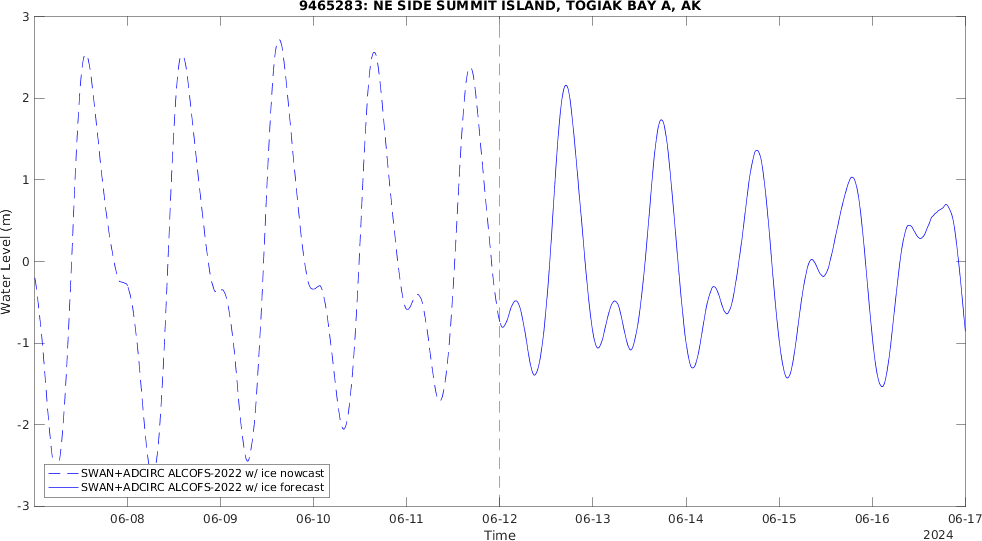 9465283: NE SIDE SUMMIT ISLAND, TOGIAK BAY A, AK
Water Level (m)
3
2
1
0
-1
-2
-3
SWAN+ADCIRC ALCOFS-2022 w/ ice nowcast
SWAN+ADCIRC ALCOFS-2022 w/ ice forecast
06-08 06-09 06-10 06-11 06-12 06-13 06-14 06-15 06-16 06-17
Time
2024